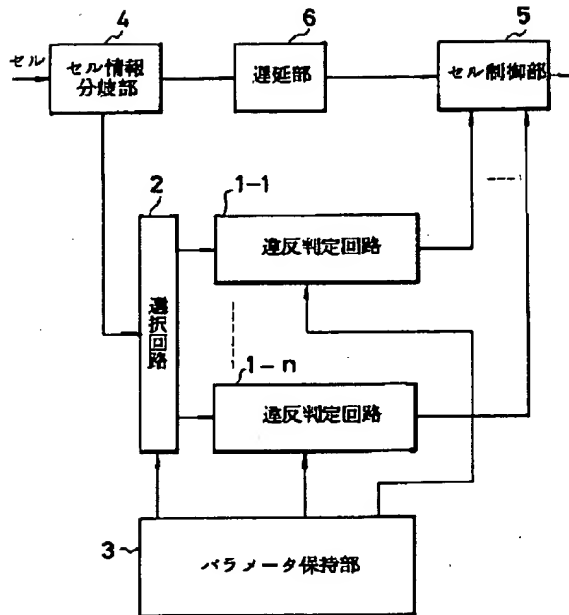 4
6
5
セル
セル情報
分岐部
遅延部
セル制御部
2
1-1
違反判定回路
選択回路
1-n
違反判定回路
3
パラメータ保持部